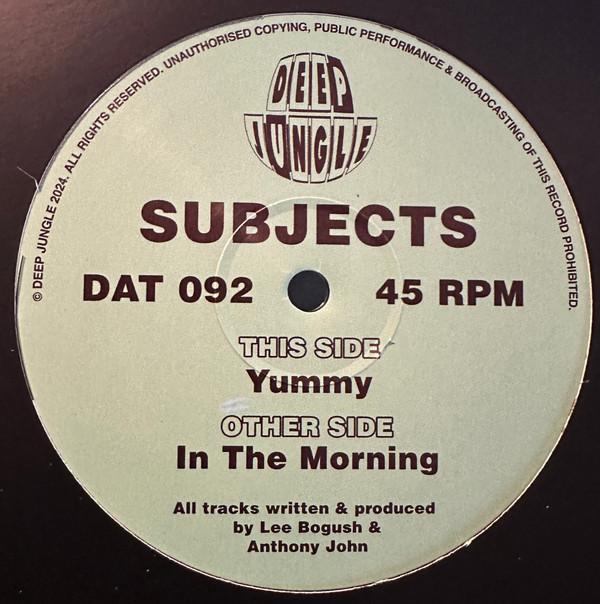 © DEEP JUNGLE 2024. ALL RIGHTS RESERVED. UNAUTHORISED COPYING, PUBLIC PERFORMANCE & BROADCASTING OF THIS RECORD PROHIBITED.
DEEP
JUNGLE
SUBJECTS
DAT 092 45 RPM
THIS SIDE
Yummy
OTHER SIDE
In The Morning
All tracks written & produced
by Lee Bogush &
Anthony John